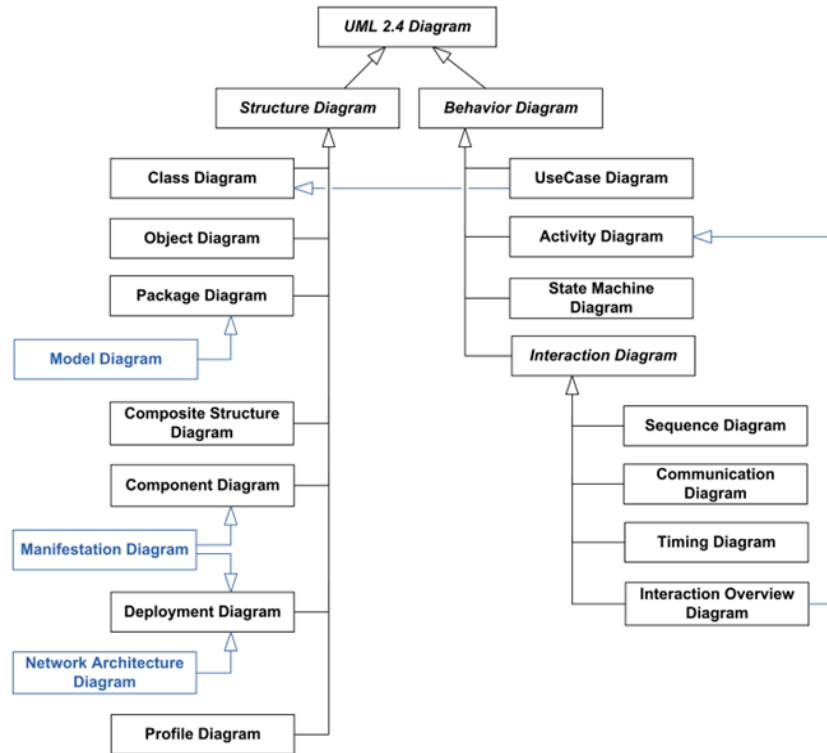 UML 2.4 Diagram
Structure Diagram
Behavior Diagram
Class Diagram
UseCase Diagram
Object Diagram
Activity Diagram
Package Diagram
State Machine
Diagram
Model Diagram
Interaction Diagram
Composite Structure
Diagram
Sequence Diagram
Component Diagram
Communication
Diagram
Manifestation Diagram
Timing Diagram
Deployment Diagram
Interaction Overview
Diagram
Network Architecture
Diagram
Profile Diagram